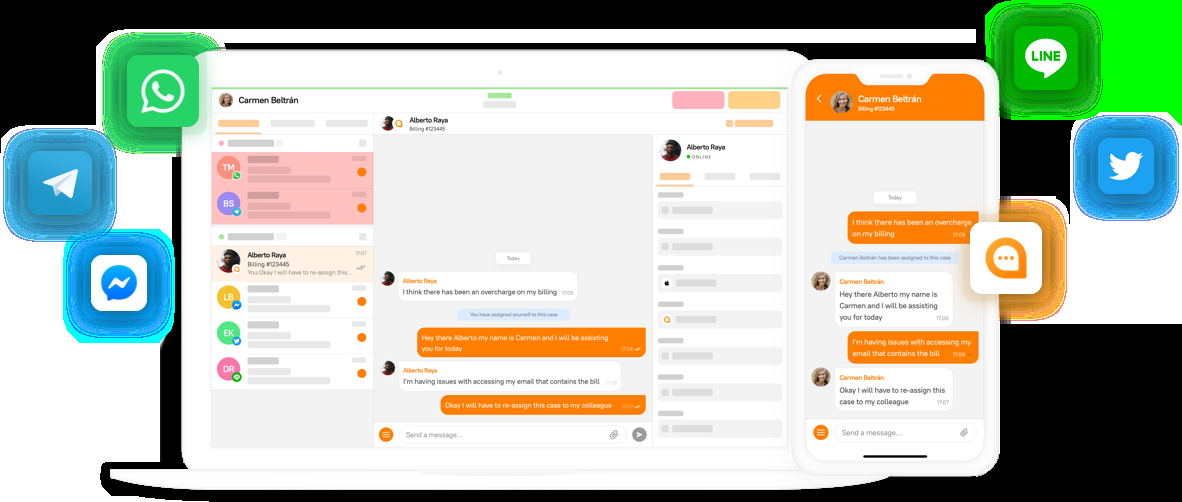 Carmen Beltrán
TM
BS
Alberto Raya
17:07
Billing #123445
You:Okay I will have to re-assign this...
LB
EK
DR
Alberto Raya
Billing #123445
Today
Alberto Raya
I think there has been an overcharge on my billing
17:05
You have assigned yourself to this case
Hey there Alberto my name is Carmen and I will be assisting
you for today
17:06
Alberto Raya
I'm having issues with accessing my email that contains the bill
Okay I will have to re-assign this case to my colleague
17:07
Send a message...
Alberto Raya
ONLINE
Carmen Beltrán
Billing #123445
Today
I think there has been an overcharge
on my billing
17:05
Carmen Beltrán has been assigned to this case
Carmen Beltrán
Hey there Alberto my name is
Carmen and I will be assisting
you for today
17:06
I'm having issues with accessing my
email that contains the bill
17:06
Carmen Beltrán
Okay I will have to re-assign this
case to my colleague
17:07
Send a message...
LINE